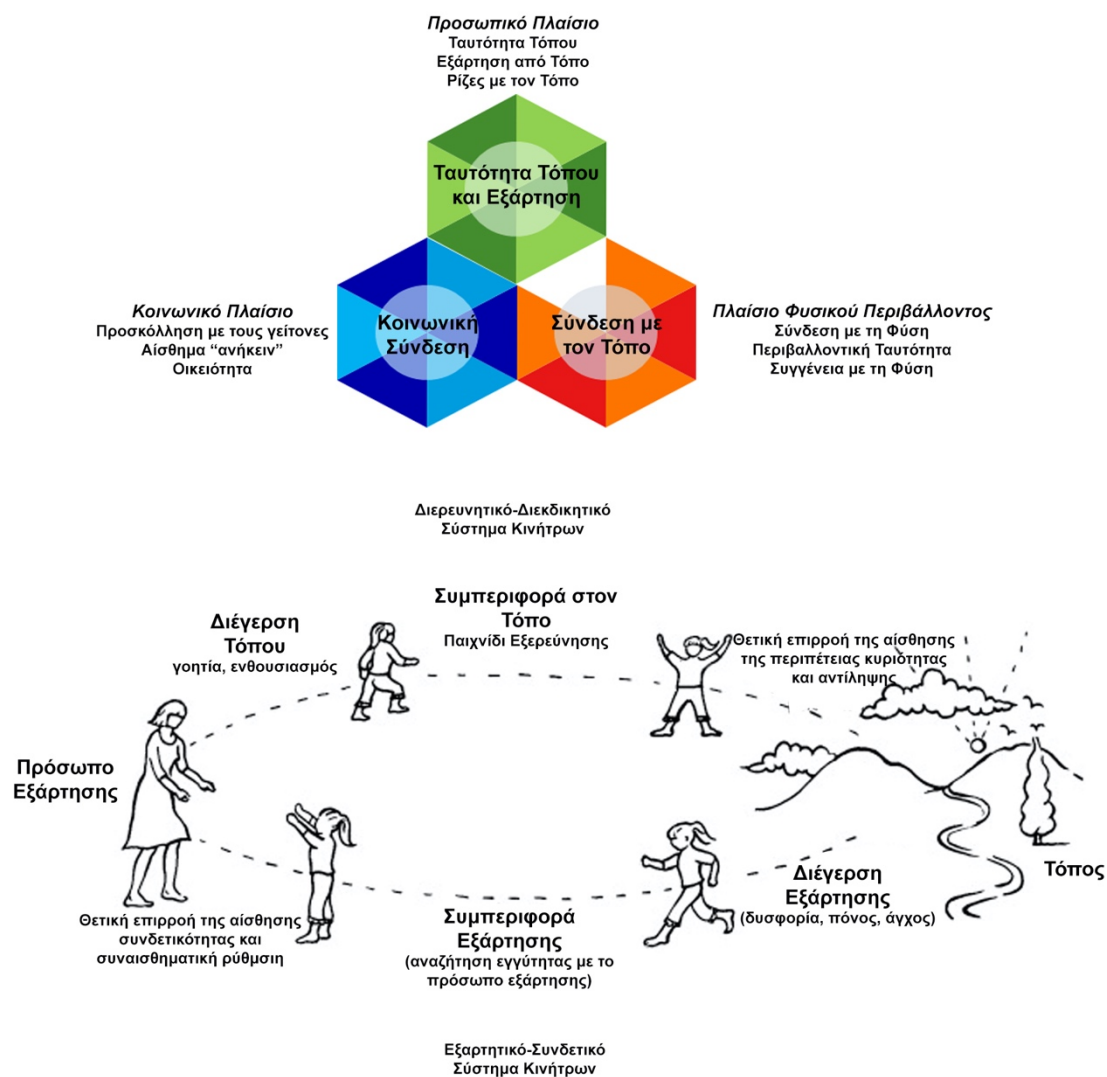 Προσωπικό Πλαίσιο
Ταυτότητα Τόπου
Εξάρτηση από Τόπο
Ρίζες με τον Τόπο
Ταυτότητα Τόπου
και Εξάρτηση
Κοινωνικό Πλαίσιο
Προσκόλληση με τους γείτονες
Αίσθημα “ανήκειν”
Οικειότητα
Κοινωνική
Σύνδεση
Σύνδεση με
τον Τόπο
Πλαίσιο Φυσικού Περιβάλλοντος
Σύνδεση με τη Φύση
Περιβαλλοντική Ταυτότητα
Συγγένεια με τη Φύση
Διερευνητικό-Διεκδικητικό
Σύστημα Κινήτρων
Διέγερση
Τόπου
γοητία, ενθουσιασμός
Συμπεριφορά στον
Τόπο
Παιχνίδι Εξερεύνησης
Θετική επιρροή της αίσθησης
της περιπέτειας κυριότητας
και αντίληψης
Πρόσωπο
Εξάρτησης
Τόπος
Θετική επιρροή της αίσθησης
συνδετικότητας και
συναισθηματική ρύθμσιη
Συμπεριφορά
Εξάρτησης
(αναζήτηση εγγύτητας με το
πρόσωπο εξάρτησης)
Διέγερση
Εξάρτησης
(δυσφορία, πόνος, άγχος)
Εξαρτητικό-Συνδετικό
Σύστημα Κινήτρων